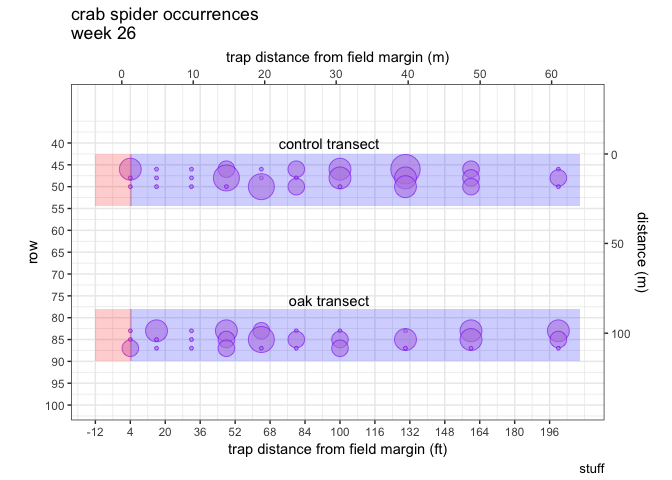 crab spider occurrences
week 26
trap distance from field margin (m)
0 10 20 30 40 50 60
control transect
oak transect
row
40
45
50
55
60
65
70
75
80
85
90
95
100
0
50
100
distance (m)
-12 4 20 36 52 68 84 100 116 132 148 164 180 196
trap distance from field margin (ft)
stuff